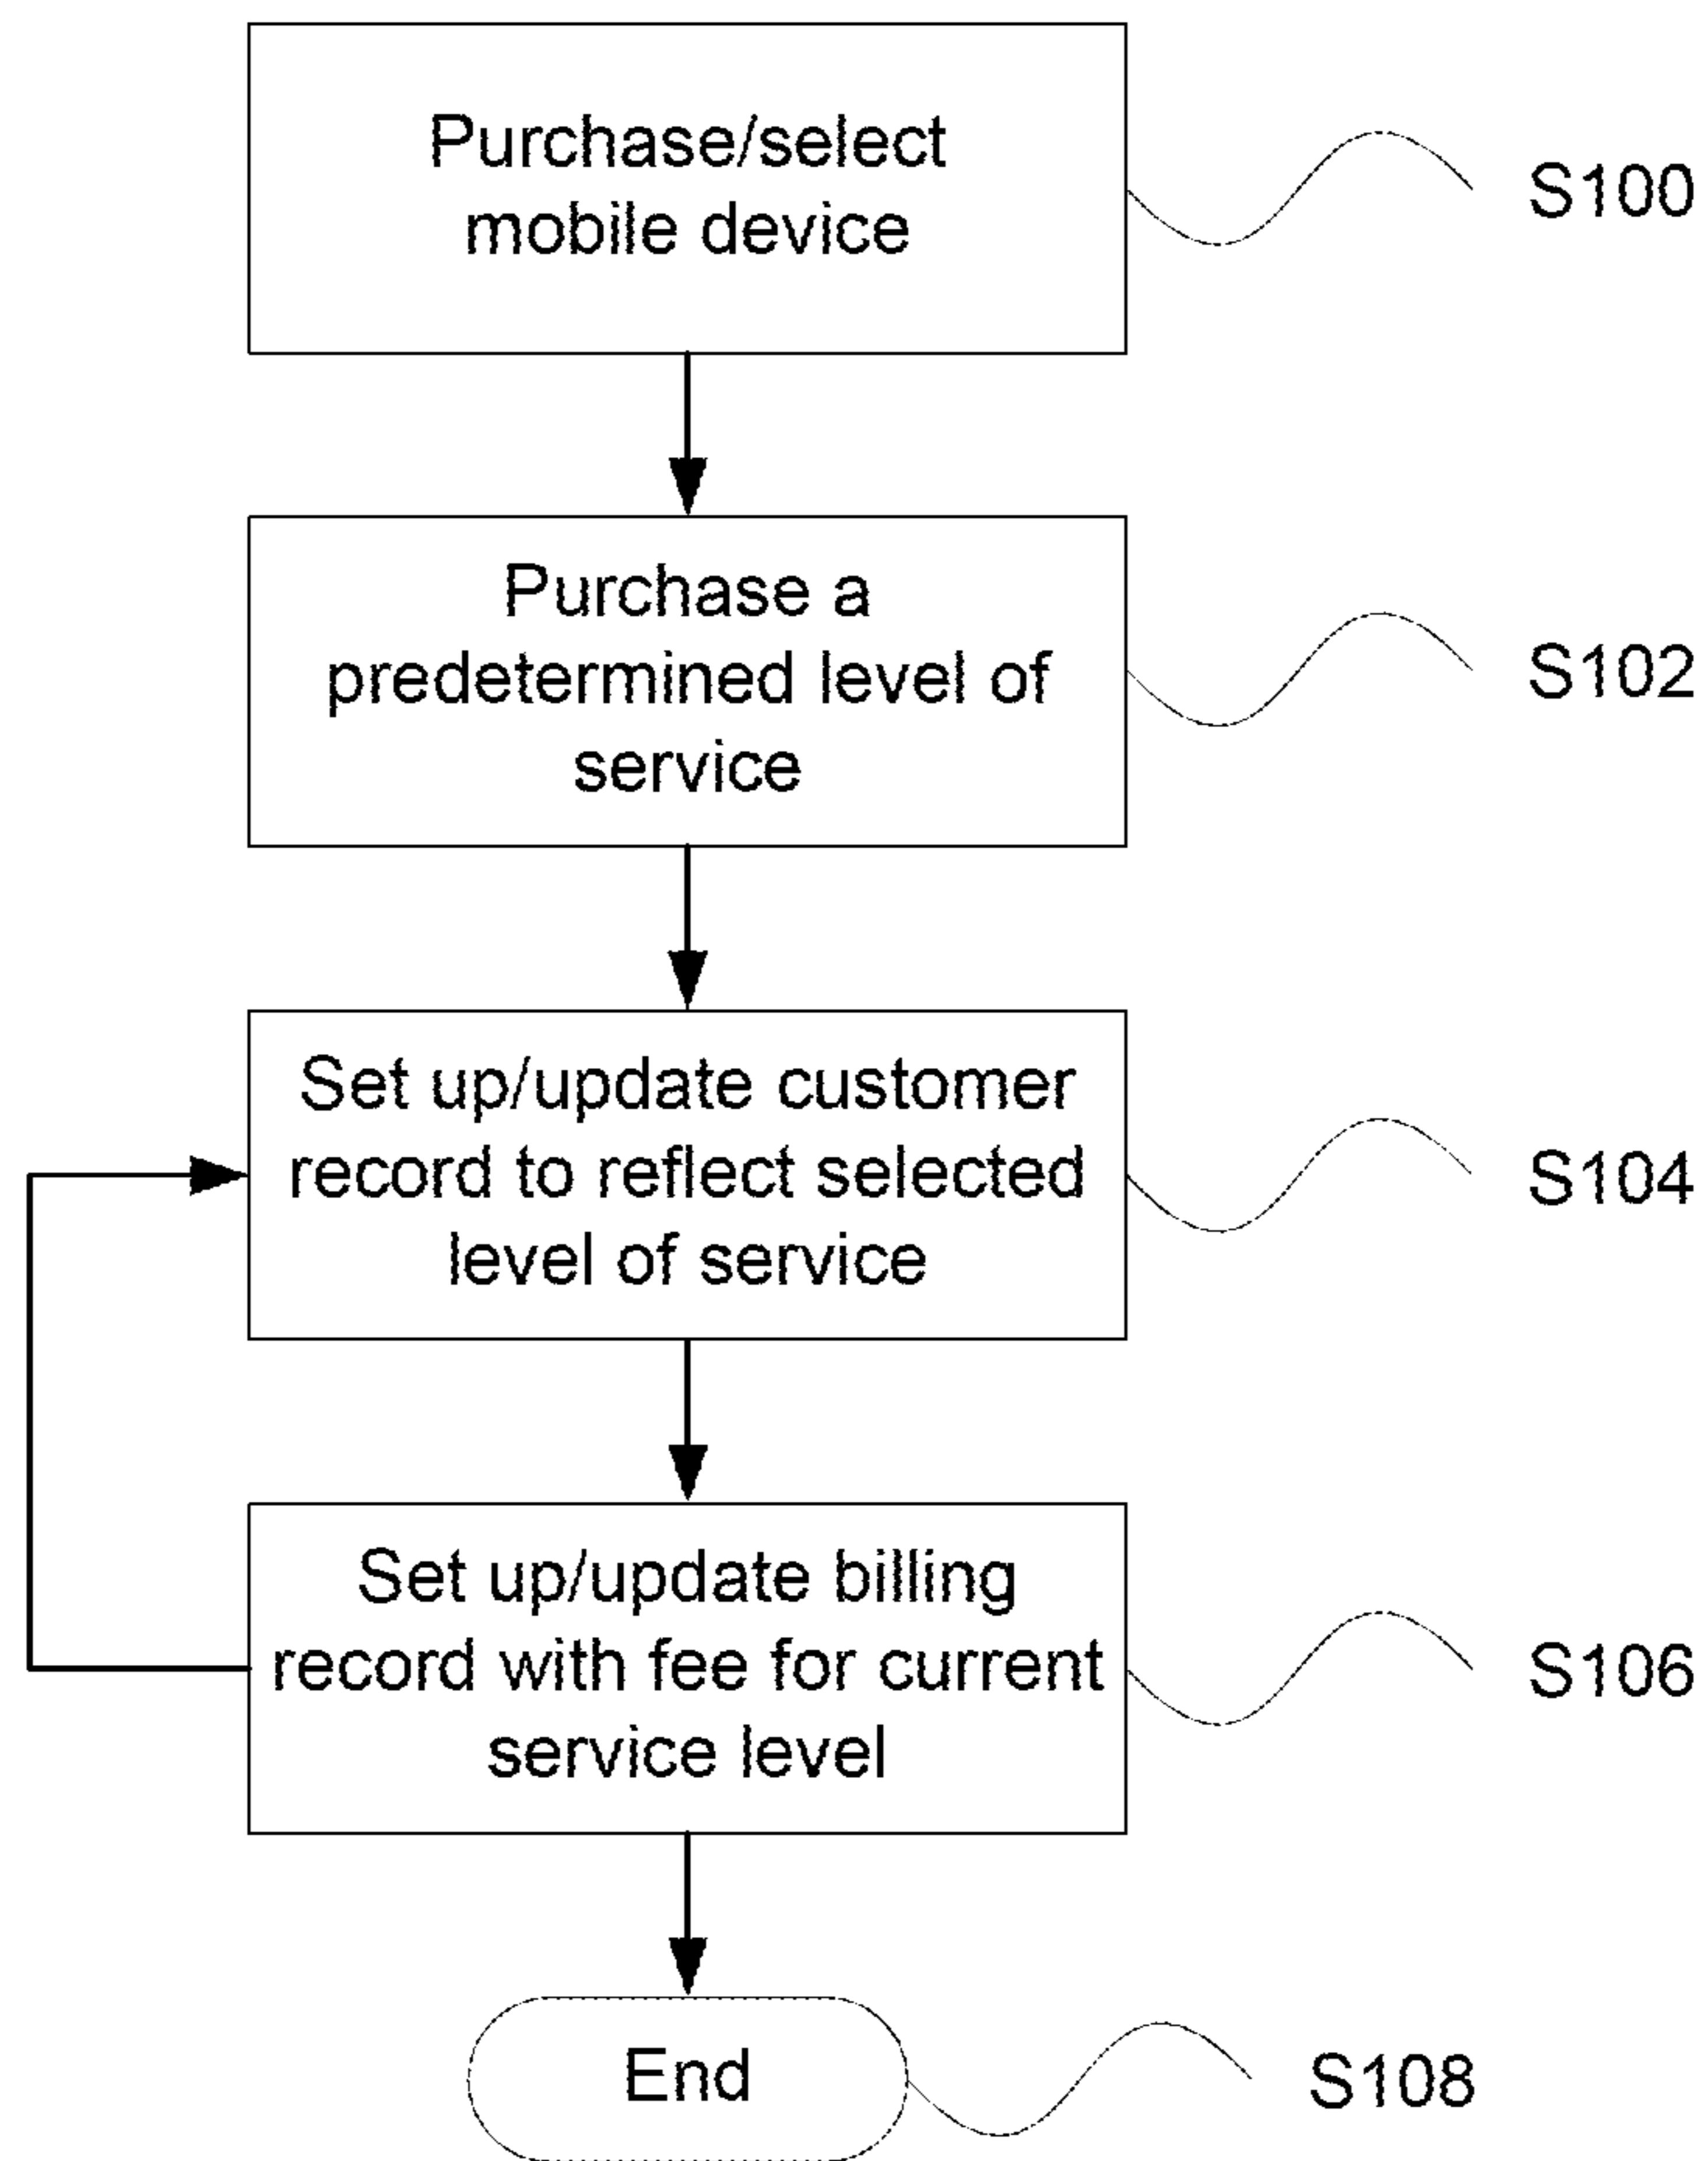 Purchase/select
mobile device
S100
Purchase a
predetermined level of
service
S102
Set up/update customer
record to reflect selected
level of service
S104
Set up/update billing
record with fee for current
service level
S106
End
S108